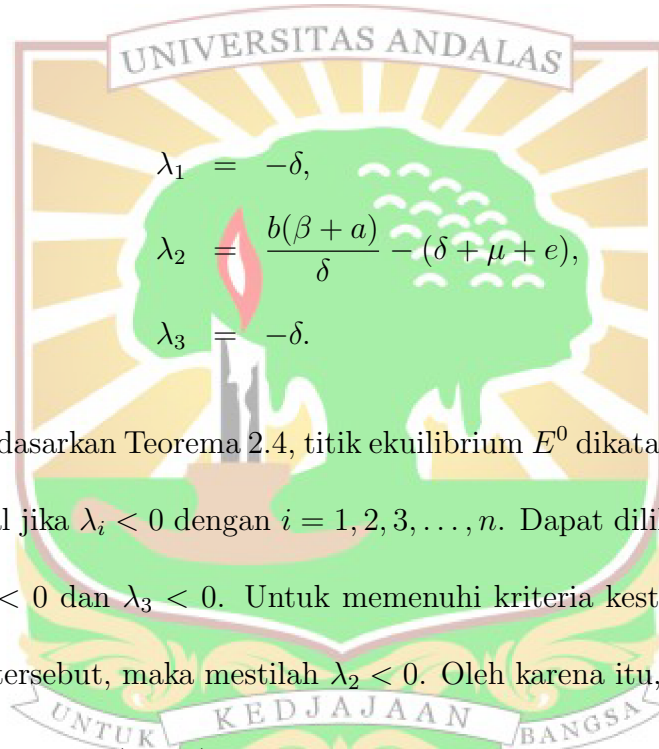 UNIVERSITAS ANDALAS
λ₁ = −δ,
λ₂ = b(β + a)/δ − (δ + μ + e),
λ₃ = −δ.
dasarkan Teorema 2.4, titik ekuilibrium E⁰ dikata
l jika λᵢ < 0 dengan i = 1, 2, 3, . . . , n. Dapat dilih
< 0 dan λ₃ < 0. Untuk memenuhi kriteria kest
tersebut, maka mestilah λ₂ < 0. Oleh karena itu,
UNTUK KEDJAJAAN BANGSA